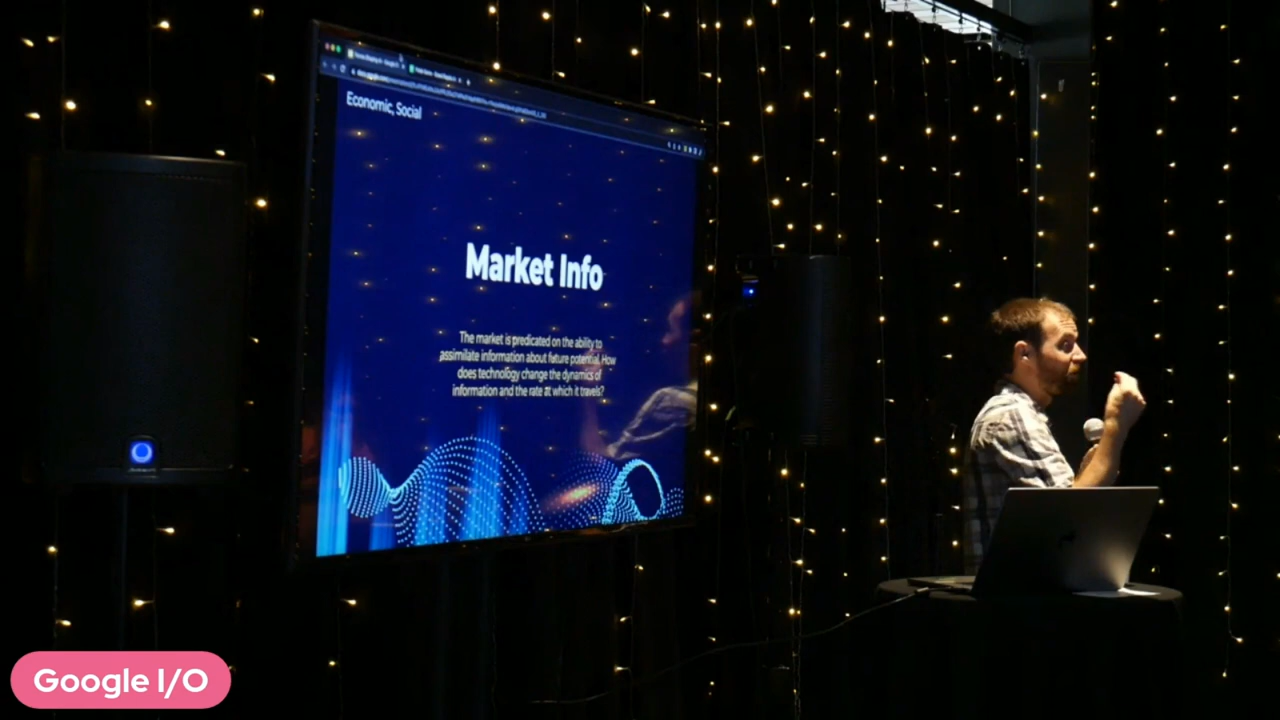 Economic, Social
Market Info
The market is predicated on the ability to
assimilate information about future potential. How
does technology change the dynamics of
information and the rate at which it travels?
Google I/O